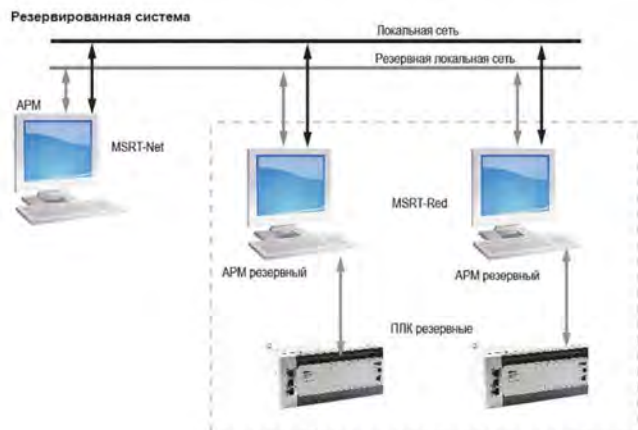 Резервированная система
Локальная сеть
Резервная локальная сеть
АРМ
MSRT-Net
MSRT-Red
АРМ резервный
АРМ резервный
ПЛК резервные